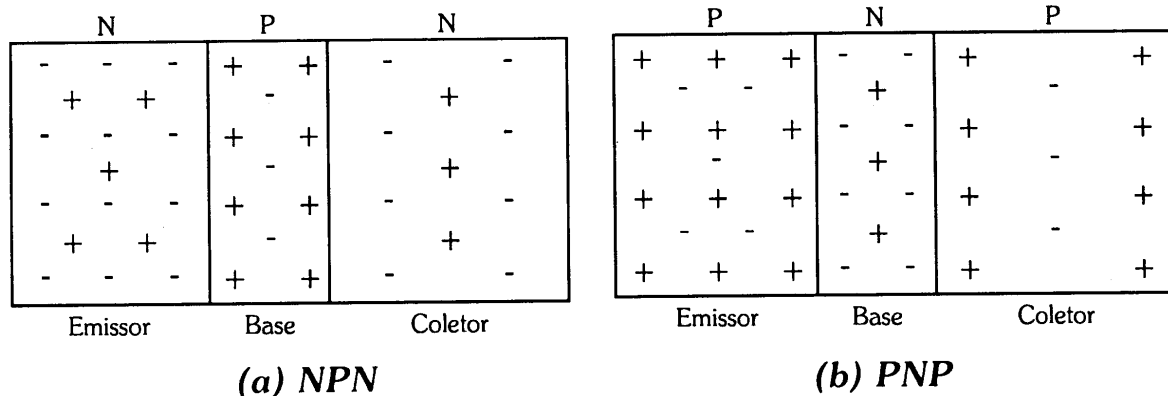 N P N
Emissor Base Coletor
(a) NPN
P N P
Emissor Base Coletor
(b) PNP